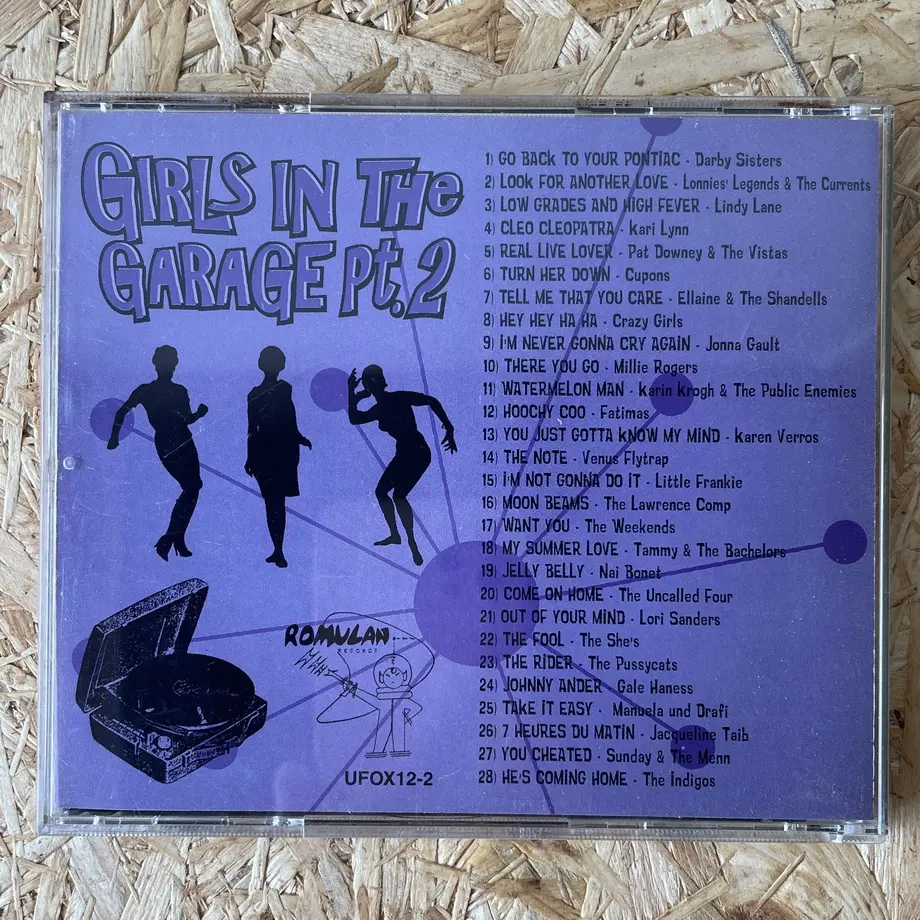 GIRLS IN THE
GARAGE Pt.2
1) GO BACK TO YOUR PONTIAC - Darby Sisters
2) LOOK FOR ANOTHER LOVE - Lonnies' Legends & The Currents
3) LOW GRADES AND HIGH FEVER - Lindy Lane
4) CLEO CLEOPATRA - Kari Lynn
5) REAL LIVE LOVER - Pat Downey & The Vistas
6) TURN HER DOWN - Cupons
7) TELL ME THAT YOU CARE - Ellaine & The Shandells
8) HEY HEY HA HA - Crazy Girls
9) I'M NEVER GONNA CRY AGAIN - Jonna Gault
10) THERE YOU GO - Millie Rogers
11) WATERMELON MAN - Karin Krogh & The Public Enemies
12) HOOCHY COO - Fatimas
13) YOU JUST GOTTA KNOW MY MIND - Karen Verros
14) THE NOTE - Venus Flytrap
15) I'M NOT GONNA DO IT - Little Frankie
16) MOON BEAMS - The Lawrence Comp
17) WANT YOU - The Weekends
18) MY SUMMER LOVE - Tammy & The Bachelors
19) JELLY BELLY - Nai Bonet
20) COME ON HOME - The Uncalled Four
21) OUT OF YOUR MIND - Lori Sanders
22) THE FOOL - The She's
23) THE RIDER - The Pussycats
24) JOHNNY ANDER - Gale Haness
25) TAKE IT EASY - Manuela und Drafi
26) 7 HEURES DU MATIN - Jacqueline Taib
27) YOU CHEATED - Sunday & The Menn
28) HE'S COMING HOME - The Indigos
ROMULAN
RECORDS
UFOX12-2